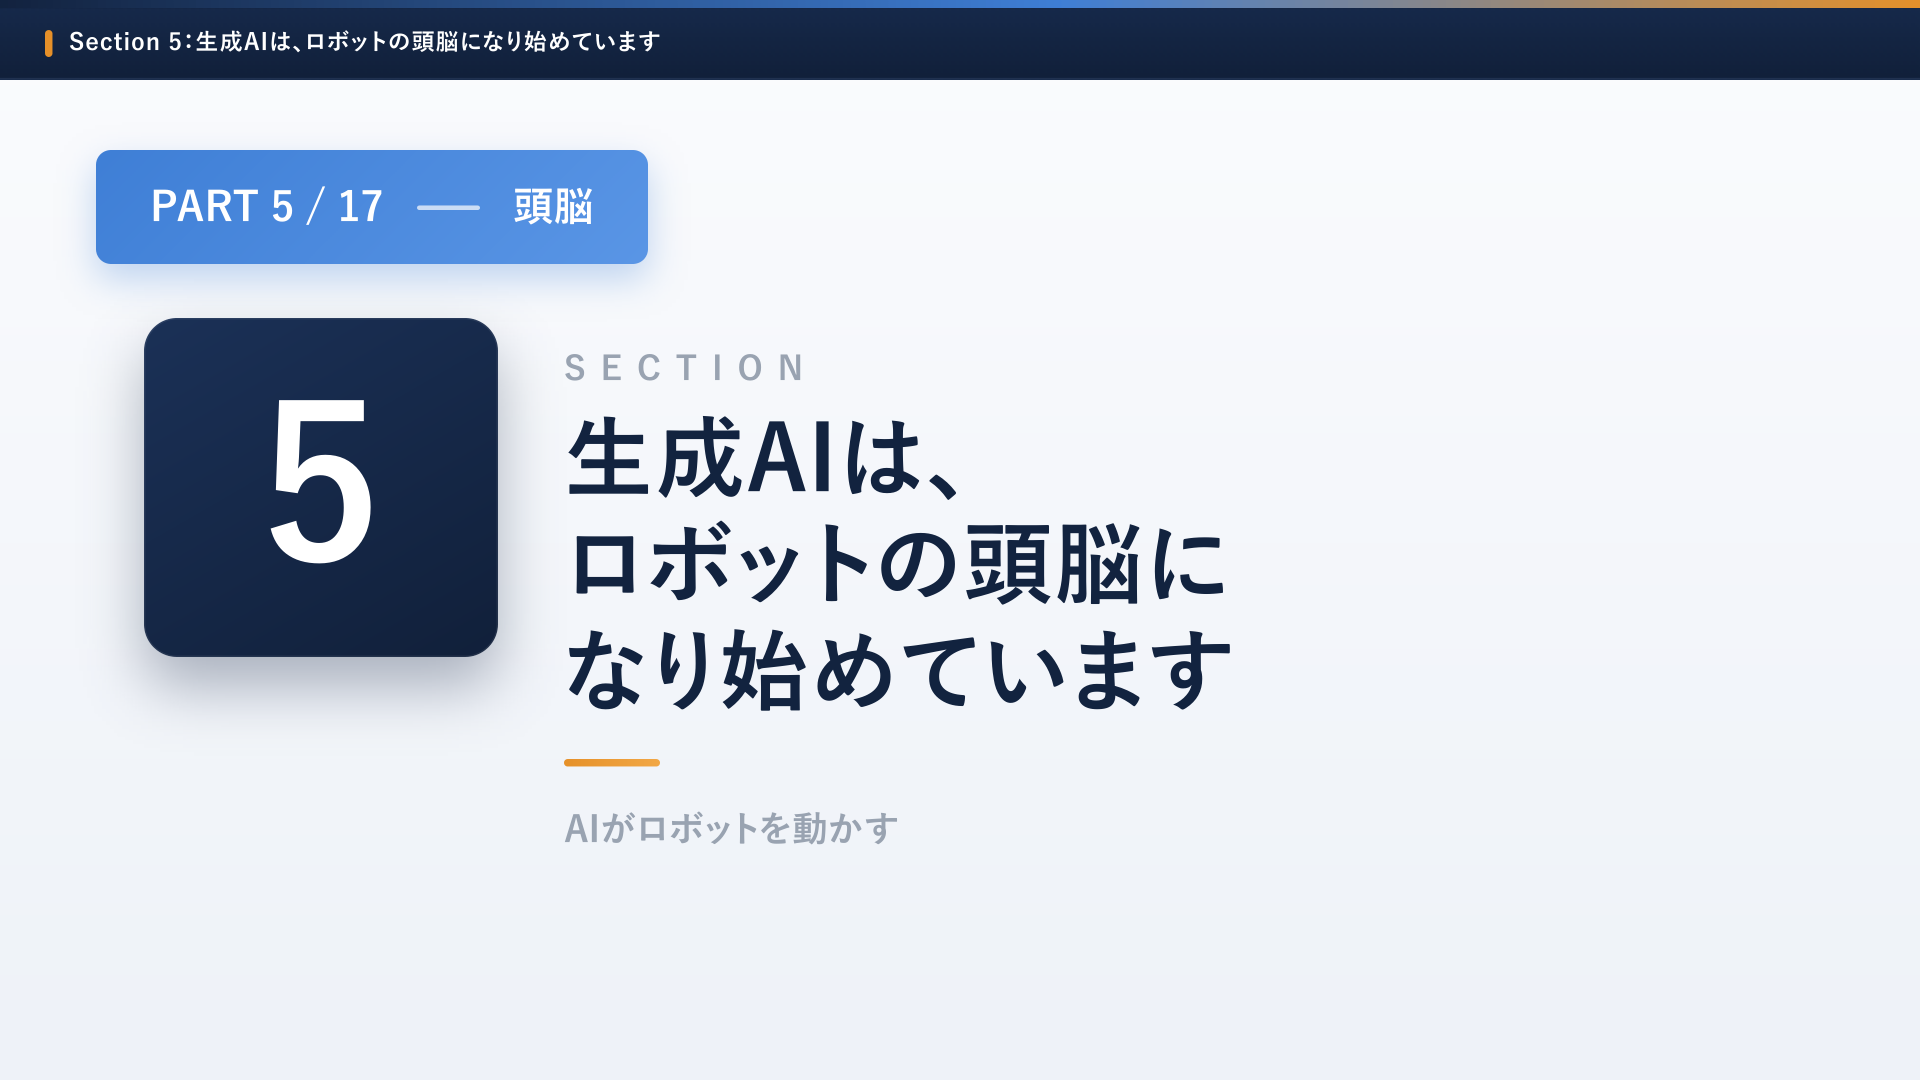 Section 5：生成AIは、ロボットの頭脳になり始めています
PART 5 / 17 — 頭脳
5
SECTION
生成AIは、
ロボットの頭脳に
なり始めています
AIがロボットを動かす